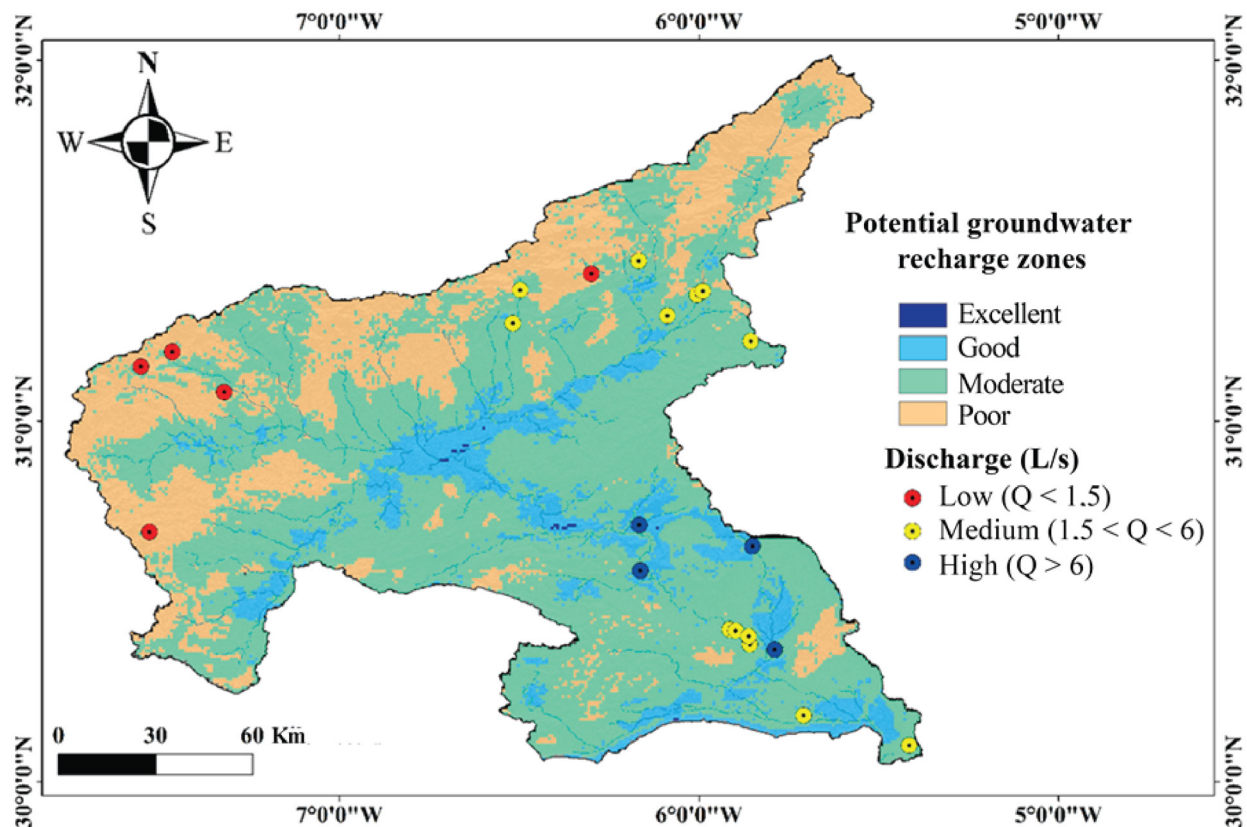 7°0'0"W 6°0'0"W 5°0'0"W
32°0'0"N 32°0'0"N
N
W E
S
Potential groundwater
recharge zones
Excellent
Good
Moderate
Poor
31°0'0"N 31°0'0"N
Discharge (L/s)
Low (Q < 1.5)
Medium (1.5 < Q < 6)
High (Q > 6)
0 30 60 Km
30°0'0"N 30°0'0"N
7°0'0"W 6°0'0"W 5°0'0"W